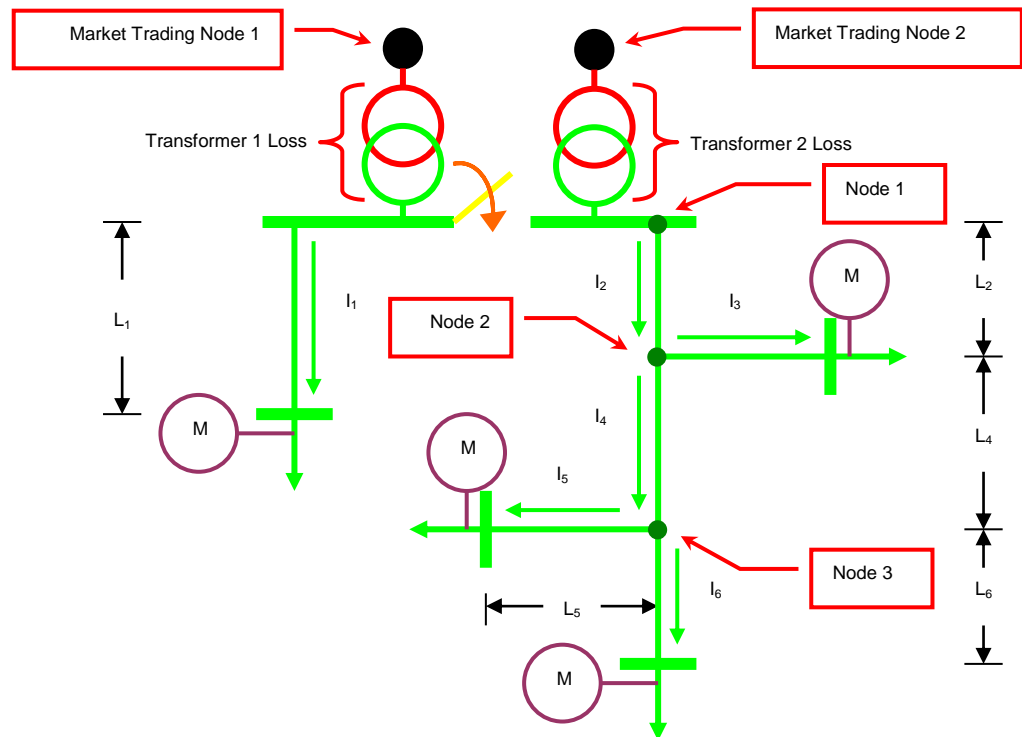 Market Trading Node 1
Market Trading Node 2
Transformer 1 Loss
Transformer 2 Loss
Node 1
M
L₁
I₁
I₂
I₃
L₂
Node 2
M
M
I₄
L₄
I₅
Node 3
L₅
I₆
L₆
M